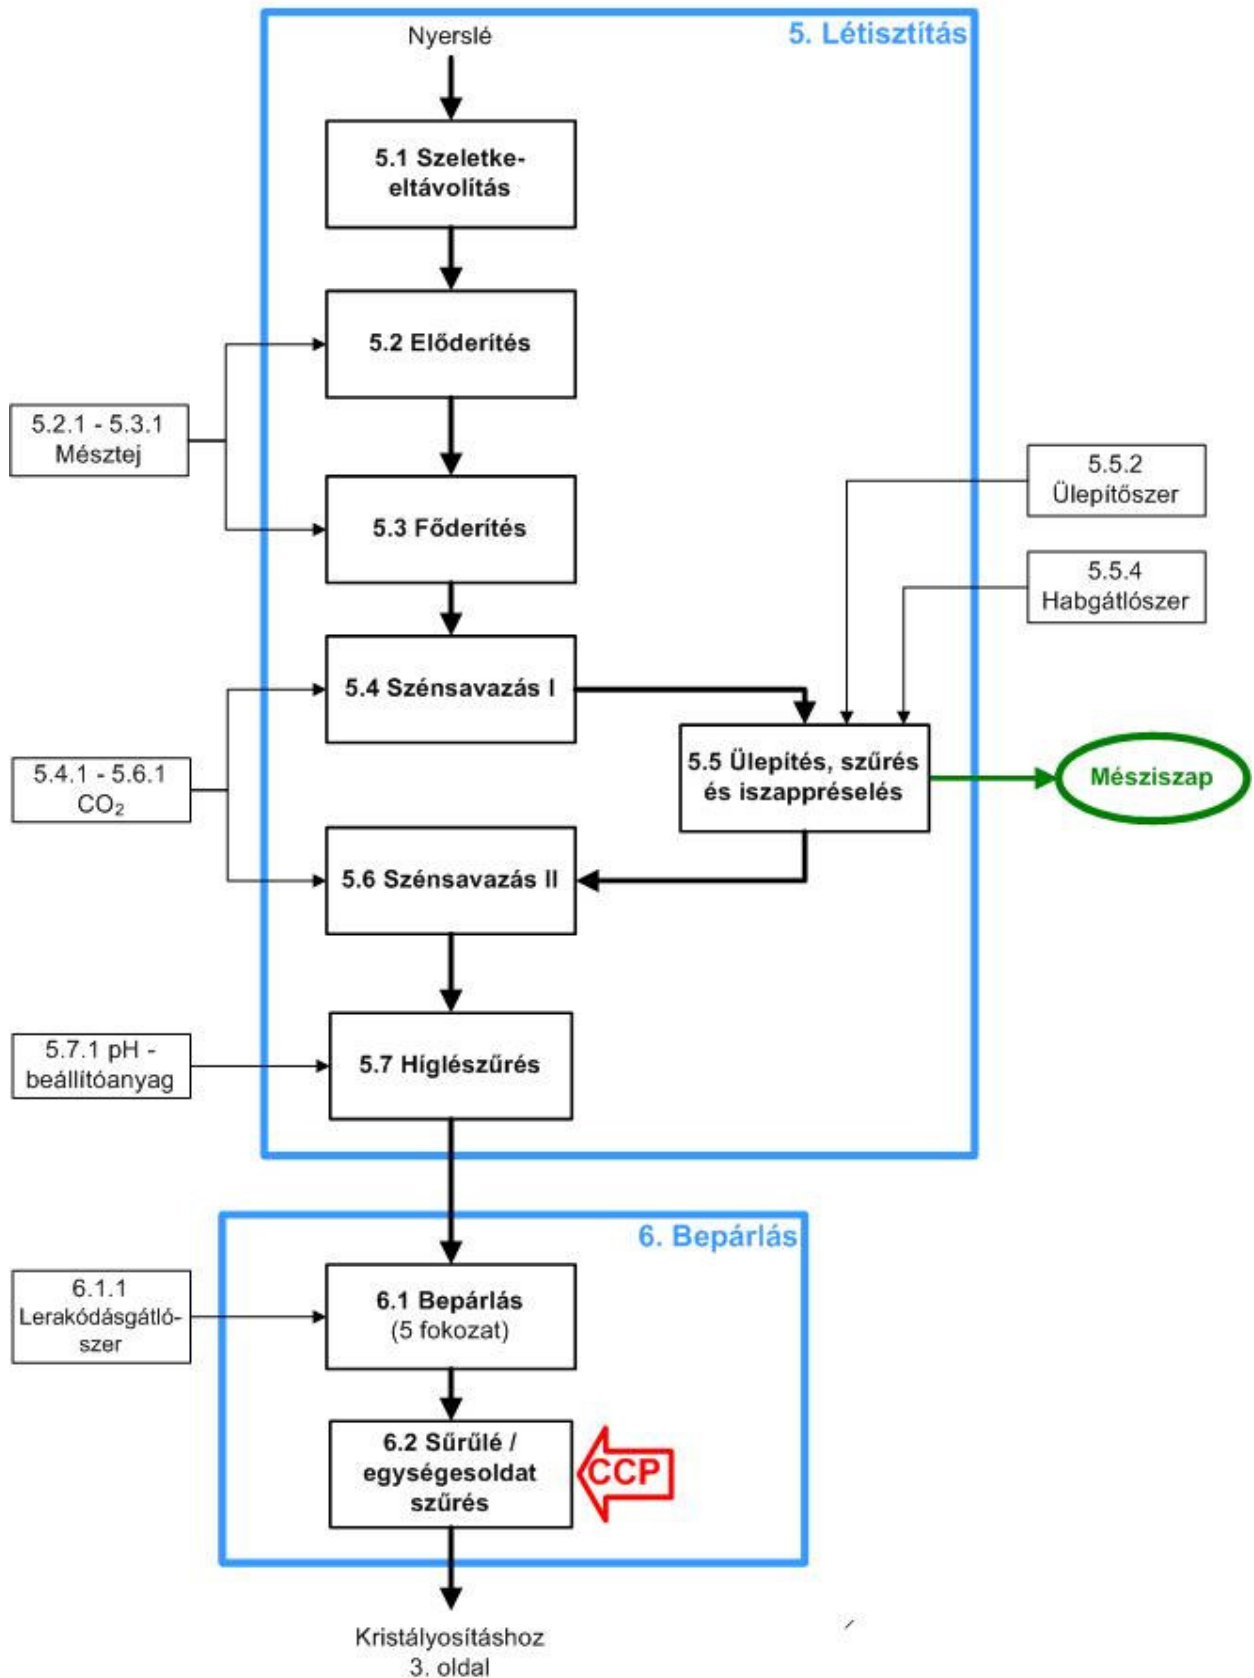 Nyerslé
5. Létisztítás
5.1 Szeletke-
eltávolítás
5.2 Előderítés
5.2.1 - 5.3.1
Mésztej
5.3 Főderítés
5.5.2
Ülepítőszer
5.5.4
Habgátlószer
5.4 Szénsavazás I
5.4.1 - 5.6.1
CO₂
5.5 Ülepítés, szűrés
és iszappréselés
Mésziszap
5.6 Szénsavazás II
5.7.1 pH -
beállítóanyag
5.7 Híglészűrés
6. Bepárlás
6.1.1
Lerakódásgátló-
szer
6.1 Bepárlás
(5 fokozat)
6.2 Sűrűlé /
egységesoldat
szűrés
CCP
Kristályosításhoz
3. oldal